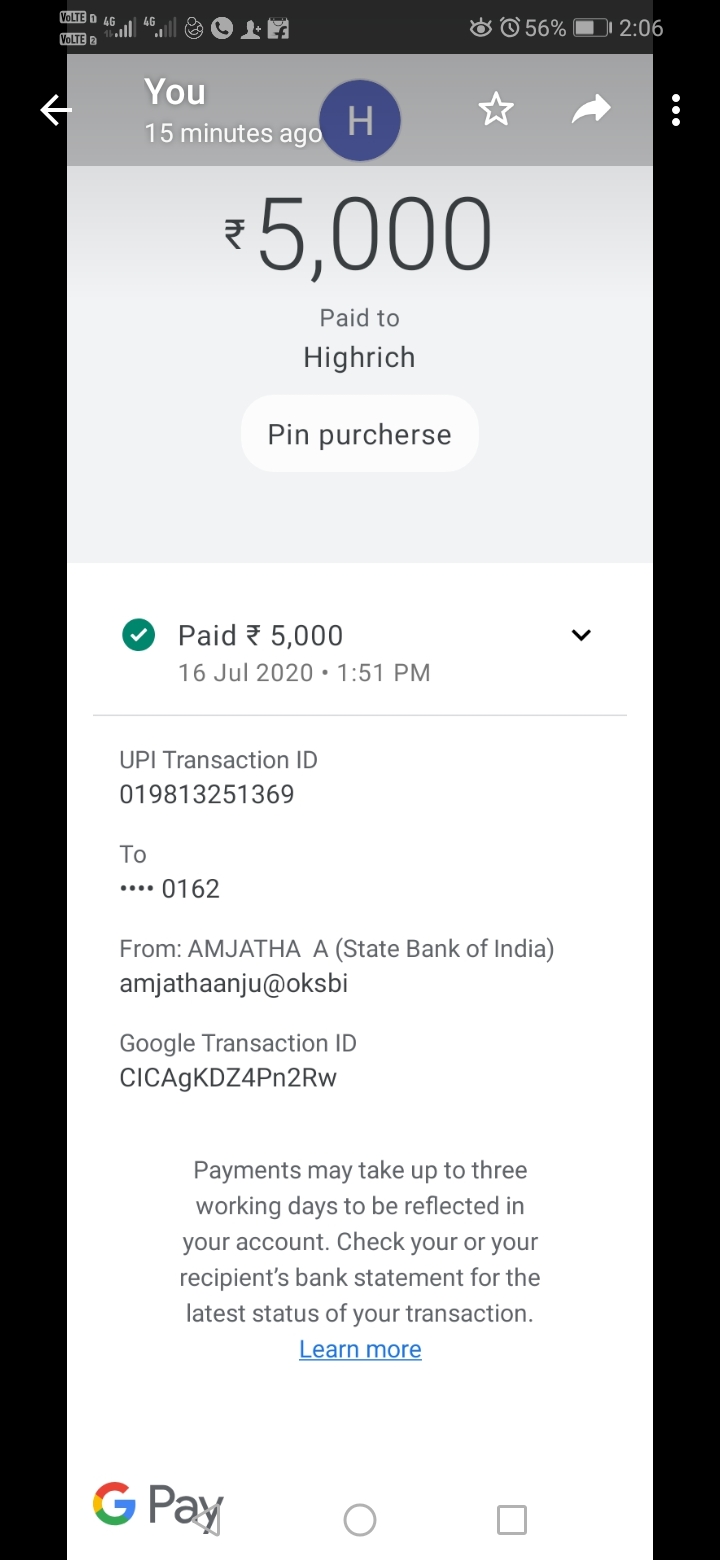 VoLTE 1 4G 4G 56% 2:06
VoLTE 2
You
15 minutes ago
H
₹5,000
Paid to
Highrich
Pin purcherse
Paid ₹ 5,000
16 Jul 2020 • 1:51 PM
UPI Transaction ID
019813251369
To
•••• 0162
From: AMJATHA A (State Bank of India)
amjathaanju@oksbi
Google Transaction ID
CICAgKDZ4Pn2Rw
Payments may take up to three
working days to be reflected in
your account. Check your or your
recipient’s bank statement for the
latest status of your transaction.
Learn more
G Pay